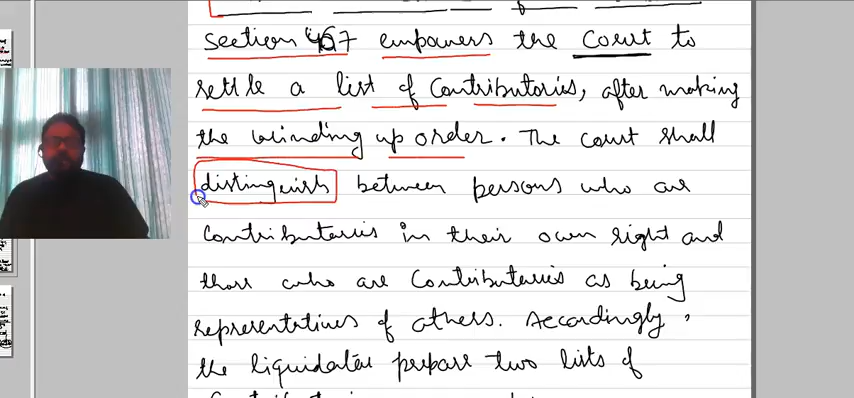 Section 467 empowers the Court to
settle a list of Contributories, after making
the winding up order. The court shall
distinguish between persons who are
Contributories in their own right and
those who are Contributories as being
representatives of others. Accordingly,
the liquidator prepare two lists of